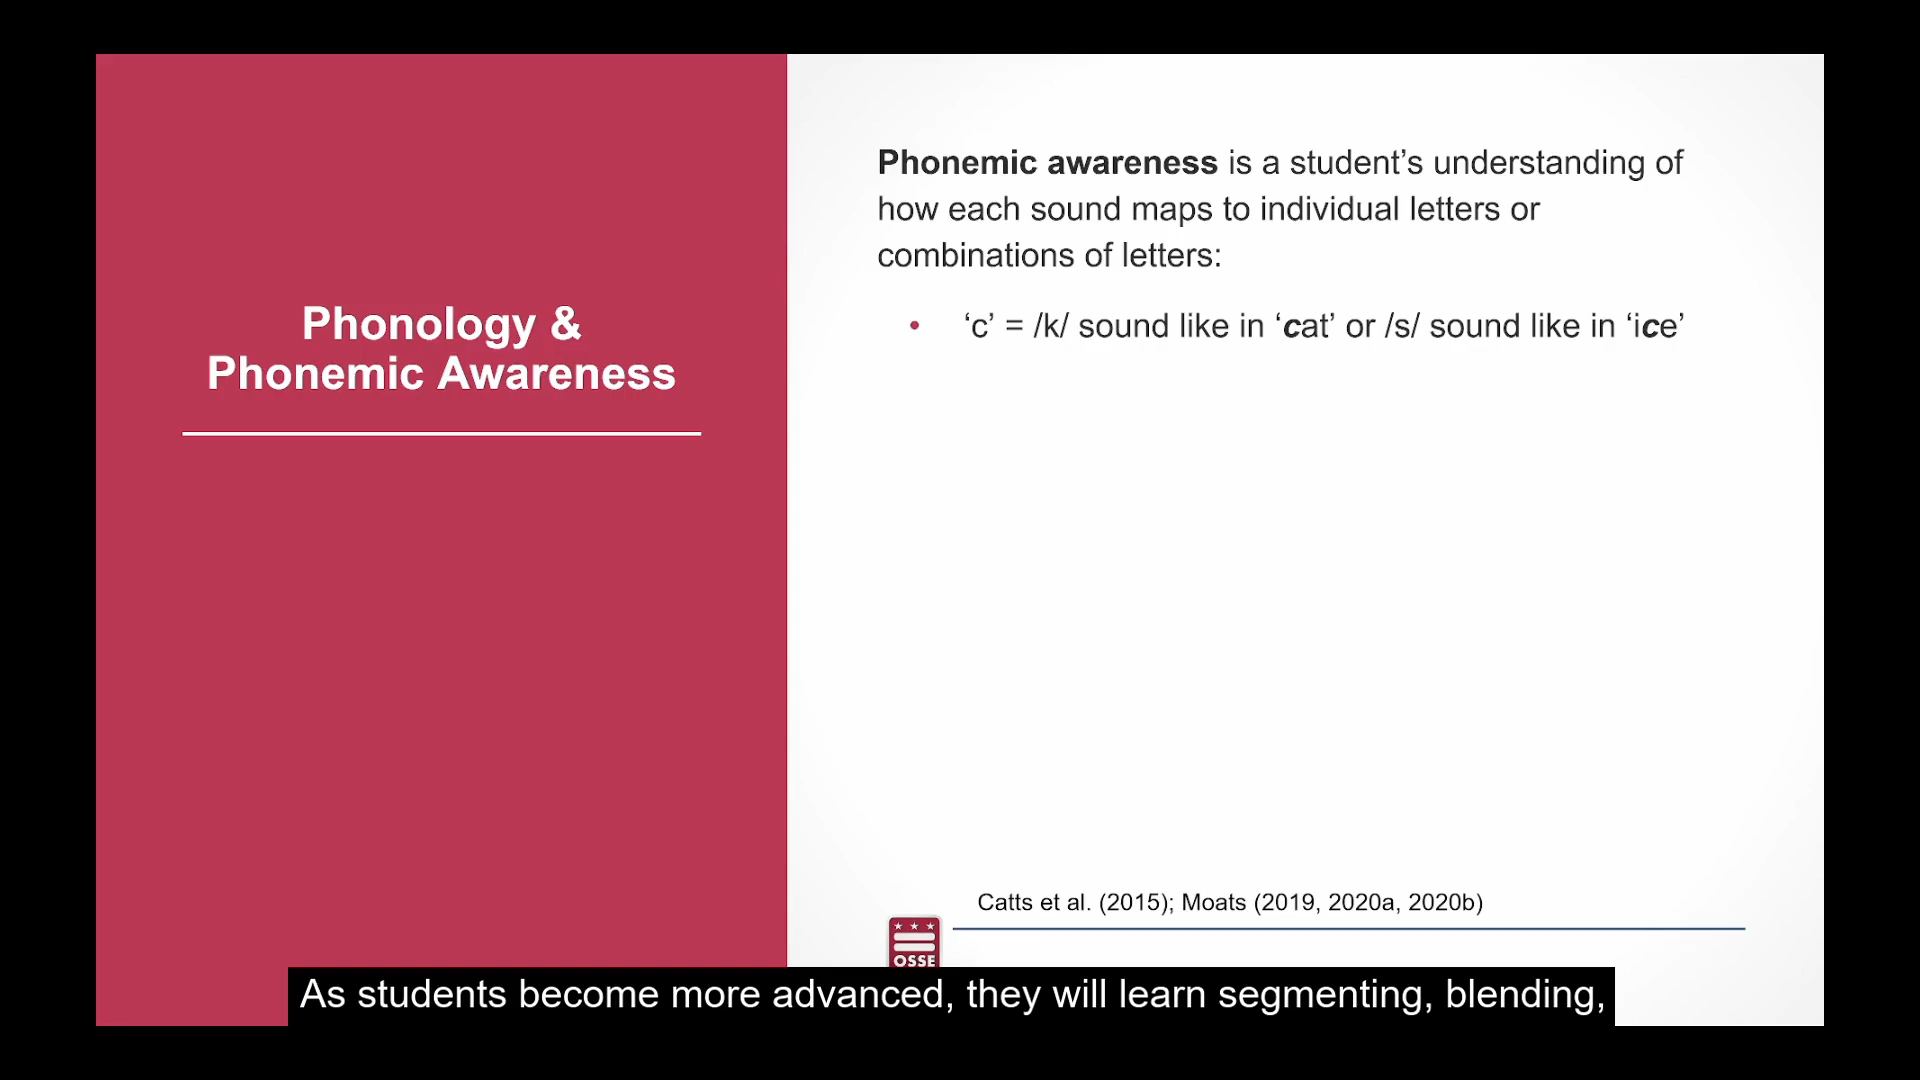 Phonology &
Phonemic Awareness
Phonemic awareness is a student’s understanding of
how each sound maps to individual letters or
combinations of letters:
• ‘c’ = /k/ sound like in ‘cat’ or /s/ sound like in ‘ice’
Catts et al. (2015); Moats (2019, 2020a, 2020b)
OSSE
As students become more advanced, they will learn segmenting, blending,